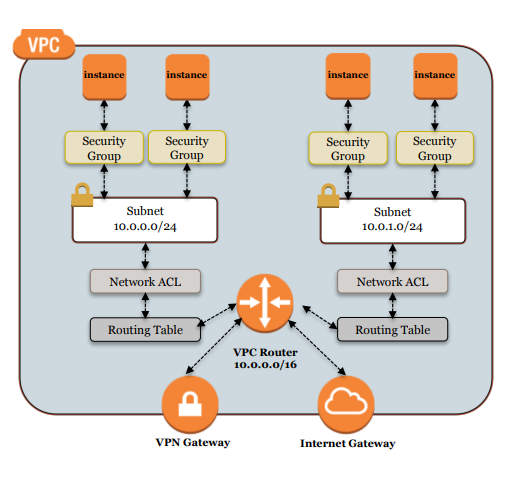 VPC
instance
instance
instance
instance
Security
Group
Security
Group
Security
Group
Security
Group
Subnet
10.0.0.0/24
Subnet
10.0.1.0/24
Network ACL
Network ACL
Routing Table
Routing Table
VPC Router
10.0.0.0/16
VPN Gateway
Internet Gateway